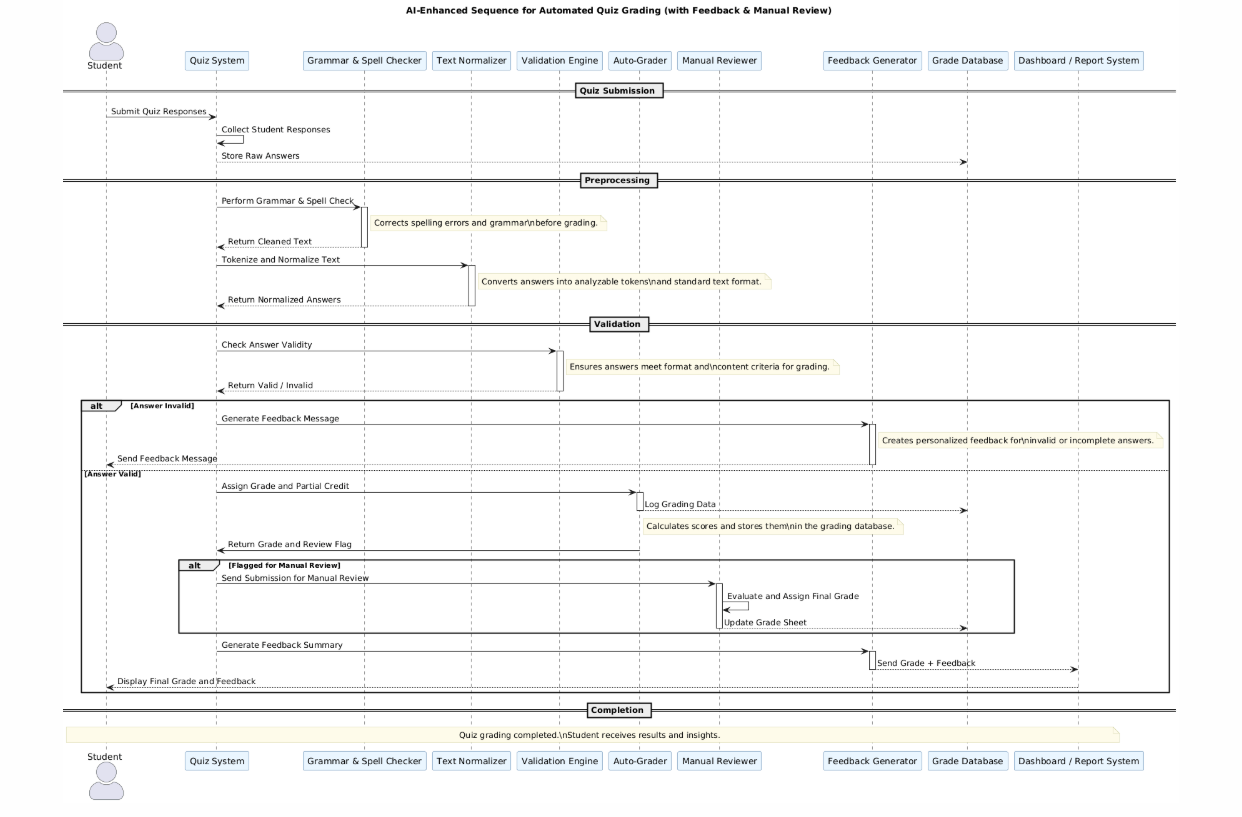 AI-Enhanced Sequence for Automated Quiz Grading (with Feedback & Manual Review)
Student
Quiz System
Grammar & Spell Checker
Text Normalizer
Validation Engine
Auto-Grader
Manual Reviewer
Feedback Generator
Grade Database
Dashboard / Report System
Quiz Submission
Submit Quiz Responses
Collect Student Responses
Store Raw Answers
Preprocessing
Perform Grammar & Spell Check
Corrects spelling errors and grammar\nbefore grading.
Return Cleaned Text
Tokenize and Normalize Text
Converts answers into analyzable tokens\nand standard text format.
Return Normalized Answers
Validation
Check Answer Validity
Ensures answers meet format and\ncontent criteria for grading.
Return Valid / Invalid
alt [Answer Invalid]
Generate Feedback Message
Creates personalized feedback for\ninvalid or incomplete answers.
Send Feedback Message
[Answer Valid]
Assign Grade and Partial Credit
Log Grading Data
Calculates scores and stores them\nin the grading database.
Return Grade and Review Flag
alt [Flagged for Manual Review]
Send Submission for Manual Review
Evaluate and Assign Final Grade
Update Grade Sheet
Generate Feedback Summary
Send Grade + Feedback
Display Final Grade and Feedback
Completion
Quiz grading completed.\nStudent receives results and insights.
Student
Quiz System
Grammar & Spell Checker
Text Normalizer
Validation Engine
Auto-Grader
Manual Reviewer
Feedback Generator
Grade Database
Dashboard / Report System